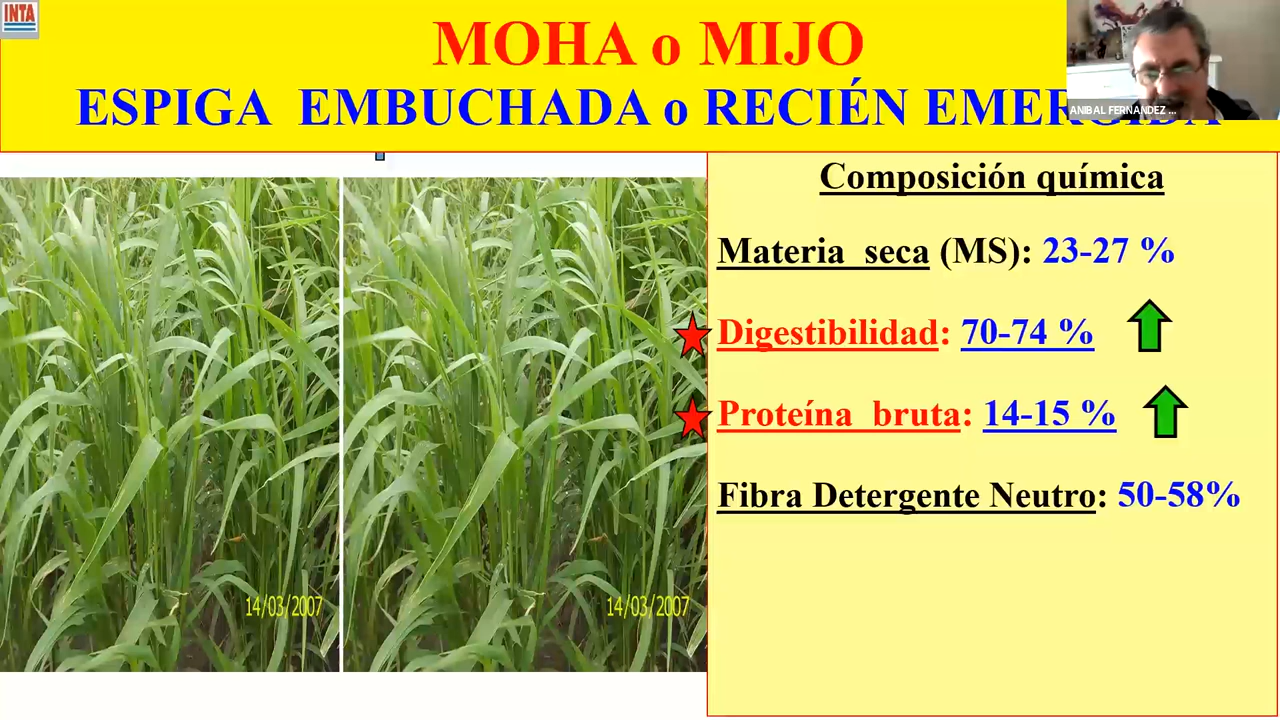 INTA
MOHA o MIJO
ESPIGA EMBUCHADA o RECIÉN EMERGIDA
ANIBAL FERNANDEZ ...
Composición química
Materia seca (MS): 23-27 %
Digestibilidad: 70-74 %
Proteína bruta: 14-15 %
Fibra Detergente Neutro: 50-58%
14/03/2007
14/03/2007